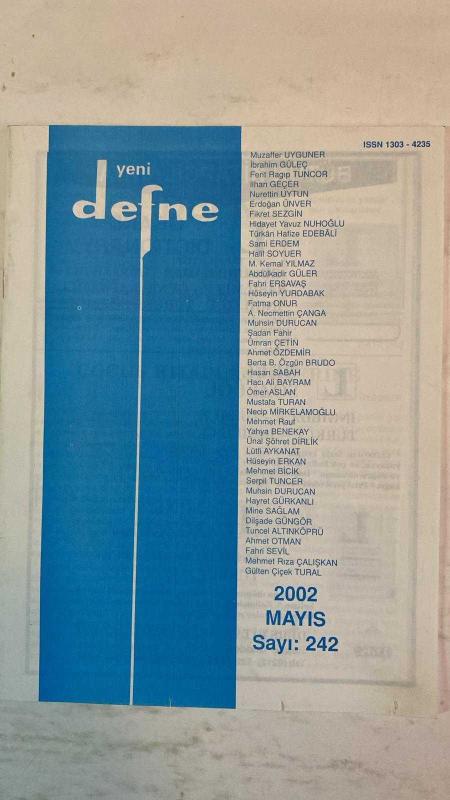 yeni
defne
ISSN 1303 - 4235
Muzaffer UYGUNER
İbrahim GÜLEÇ
Ferit Ragıp TUNCOR
İlhan GEÇER
Nurettin UYTUN
Erdoğan ÜNVER
Fikret SEZGİN
Hidayet Yavuz NUHOĞLU
Türkân Hafize EDEBÂLİ
Sami ERDEM
Halil SOYUER
M. Kemal YILMAZ
Abdülkadir GÜLER
Fahri ERSAVAŞ
Hüseyin YURDABAK
Fatma ONUR
A. Necmettin ÇANGA
Muhsin DURUCAN
Şadan Fahir
Ümran ÇETİN
Ahmet ÖZDEMİR
Berta B. Özgün BRUDO
Hasan SABAH
Hacı Ali BAYRAM
Ömer ASLAN
Mustafa TURAN
Necip MİRKELAMOĞLU
Mehmet Rauf
Yahya BENEKAY
Ünal Şöhret DİRLİK
Lütfi AYKANAT
Hüseyin ERKAN
Mehmet BİCİK
Serpil TUNCER
Muhsin DURUCAN
Hayret GÜRKANLI
Mine SAĞLAM
Dilşade GÜNGÖR
Tuncel ALTINKÖPRÜ
Ahmet OTMAN
Fahri SEVİL
Mehmet Rıza ÇALIŞKAN
Gülten Çiçek TURAL
2002
MAYIS
Sayı: 242